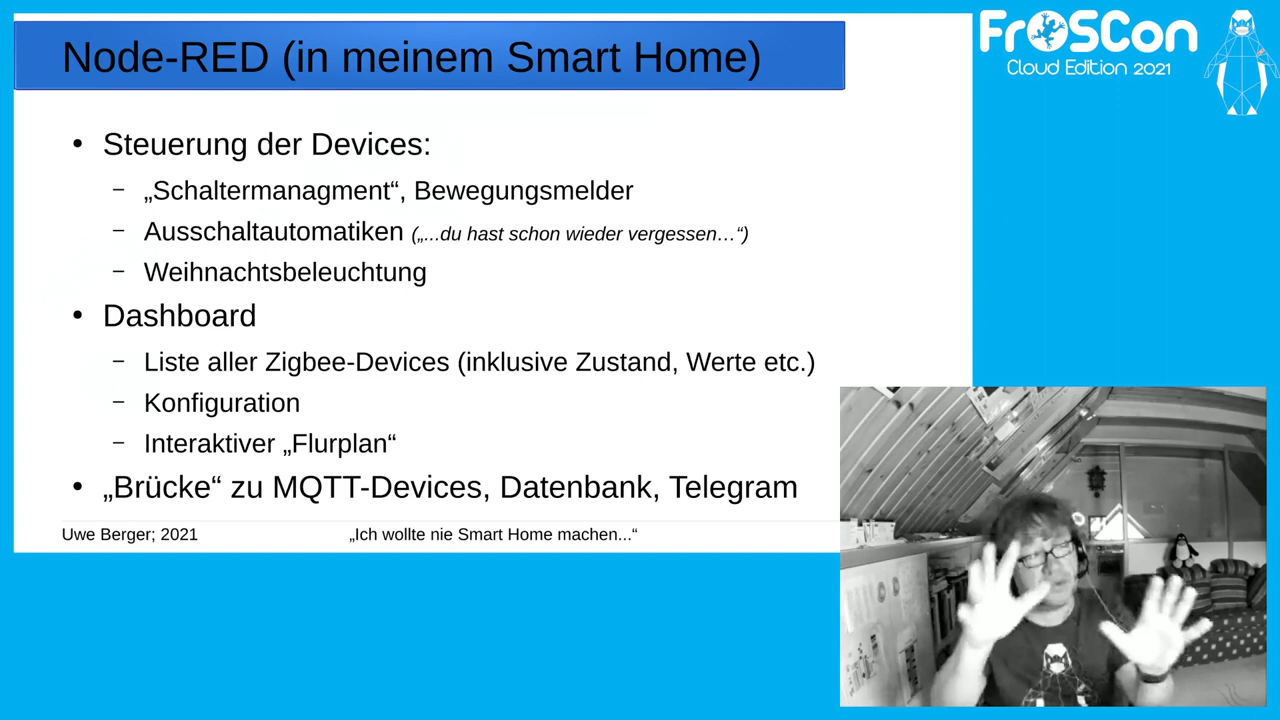 Node-RED (in meinem Smart Home)
FrOSCon
Cloud Edition 2021
• Steuerung der Devices:
– „Schaltermanagment“, Bewegungsmelder
– Ausschaltautomatiken („...du hast schon wieder vergessen…“)
– Weihnachtsbeleuchtung
• Dashboard
– Liste aller Zigbee-Devices (inklusive Zustand, Werte etc.)
– Konfiguration
– Interaktiver „Flurplan“
• „Brücke“ zu MQTT-Devices, Datenbank, Telegram
Uwe Berger; 2021
„Ich wollte nie Smart Home machen...“